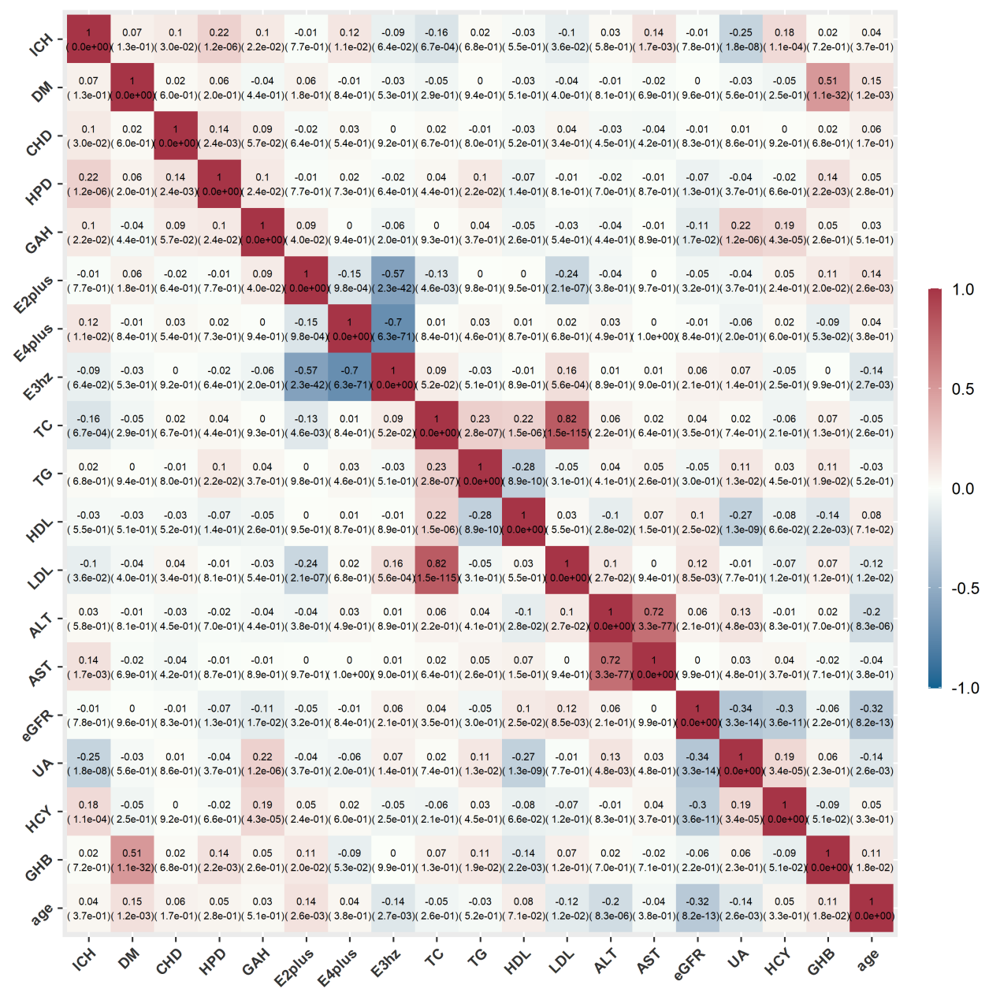 ICH 1 0.07 0.1 0.22 0.1 -0.01 0.12 -0.09 -0.16 0.02 -0.03 -0.1 0.03 0.14 -0.01 -0.25 0.18 0.02 0.04
( 0.0e+00) ( 1.3e-01) ( 3.0e-02) ( 1.2e-06) ( 2.2e-02) ( 7.7e-01) ( 1.1e-02) ( 6.4e-02) ( 6.7e-04) ( 6.8e-01) ( 5.5e-01) ( 3.6e-02) ( 5.8e-01) ( 1.7e-03) ( 7.8e-01) ( 1.8e-08) ( 1.1e-04) ( 7.2e-01) ( 3.7e-01)
DM 0.07 1 0.02 0.06 -0.04 0.06 -0.01 -0.03 -0.05 0 -0.03 -0.04 -0.01 -0.02 0 -0.03 -0.05 0.51 0.15
( 1.3e-01) ( 0.0e+00) ( 6.0e-01) ( 2.0e-01) ( 4.4e-01) ( 1.8e-01) ( 8.4e-01) ( 5.3e-01) ( 2.9e-01) ( 9.4e-01) ( 5.1e-01) ( 4.0e-01) ( 8.1e-01) ( 6.9e-01) ( 9.6e-01) ( 5.6e-01) ( 2.5e-01) ( 1.1e-32) ( 1.2e-03)
CHD 0.1 0.02 1 0.14 0.09 -0.02 0.03 0 0.02 -0.01 -0.03 0.04 -0.03 -0.04 -0.01 0.01 0 0.02 0.06
( 3.0e-02) ( 6.0e-01) ( 0.0e+00) ( 2.4e-03) ( 5.7e-02) ( 6.4e-01) ( 5.4e-01) ( 9.2e-01) ( 6.7e-01) ( 8.0e-01) ( 5.2e-01) ( 3.4e-01) ( 4.5e-01) ( 4.2e-01) ( 8.3e-01) ( 8.6e-01) ( 9.2e-01) ( 6.8e-01) ( 1.7e-01)
HPD 0.22 0.06 0.14 1 0.1 -0.01 0.02 -0.02 0.04 0.1 -0.07 -0.01 -0.02 -0.01 -0.07 -0.04 -0.02 0.14 0.05
( 1.2e-06) ( 2.0e-01) ( 2.4e-03) ( 0.0e+00) ( 2.4e-02) ( 7.7e-01) ( 7.3e-01) ( 6.4e-01) ( 4.4e-01) ( 2.2e-02) ( 1.4e-01) ( 8.1e-01) ( 7.0e-01) ( 8.7e-01) ( 1.3e-01) ( 3.7e-01) ( 6.6e-01) ( 2.2e-03) ( 2.8e-01)
GAH 0.1 -0.04 0.09 0.1 1 0.09 0 -0.06 0 0.04 -0.05 -0.03 -0.04 -0.01 -0.11 0.22 0.19 0.05 0.03
( 2.2e-02) ( 4.4e-01) ( 5.7e-02) ( 2.4e-02) ( 0.0e+00) ( 4.0e-02) ( 9.4e-01) ( 2.0e-01) ( 9.3e-01) ( 3.7e-01) ( 2.6e-01) ( 5.4e-01) ( 4.4e-01) ( 8.9e-01) ( 1.7e-02) ( 1.2e-06) ( 4.3e-05) ( 2.6e-01) ( 5.1e-01)
E2plus -0.01 0.06 -0.02 -0.01 0.09 1 -0.15 -0.57 -0.13 0 0 -0.24 -0.04 0 -0.05 -0.04 0.05 0.11 0.14
( 7.7e-01) ( 1.8e-01) ( 6.4e-01) ( 7.7e-01) ( 4.0e-02) ( 0.0e+00) ( 9.8e-04) ( 2.3e-42) ( 4.6e-03) ( 9.8e-01) ( 9.5e-01) ( 2.1e-07) ( 3.8e-01) ( 9.7e-01) ( 3.2e-01) ( 3.7e-01) ( 2.4e-01) ( 2.0e-02) ( 2.6e-03)
E4plus 0.12 -0.01 0.03 0.02 0 -0.15 1 -0.7 0.01 0.03 0.01 0.02 0.03 0 -0.01 -0.06 0.02 -0.09 0.04
( 1.1e-02) ( 8.4e-01) ( 5.4e-01) ( 7.3e-01) ( 9.4e-01) ( 9.8e-04) ( 0.0e+00) ( 6.3e-71) ( 8.4e-01) ( 4.6e-01) ( 8.7e-01) ( 6.8e-01) ( 4.9e-01) ( 1.0e+00) ( 8.4e-01) ( 2.0e-01) ( 6.0e-01) ( 5.3e-02) ( 3.8e-01)
E3hz -0.09 -0.03 0 -0.02 -0.06 -0.57 -0.7 1 0.09 -0.03 -0.01 0.16 0.01 0.01 0.06 0.07 -0.05 0 -0.14
( 6.4e-02) ( 5.3e-01) ( 9.2e-01) ( 6.4e-01) ( 2.0e-01) ( 2.3e-42) ( 6.3e-71) ( 0.0e+00) ( 5.2e-02) ( 5.1e-01) ( 8.9e-01) ( 5.6e-04) ( 8.9e-01) ( 9.0e-01) ( 2.1e-01) ( 1.4e-01) ( 2.5e-01) ( 9.9e-01) ( 2.7e-03)
TC -0.16 -0.05 0.02 0.04 0 -0.13 0.01 0.09 1 0.23 0.22 0.82 0.06 0.02 0.04 0.02 -0.06 0.07 -0.05
( 6.7e-04) ( 2.9e-01) ( 6.7e-01) ( 4.4e-01) ( 9.3e-01) ( 4.6e-03) ( 8.4e-01) ( 5.2e-02) ( 0.0e+00) ( 2.8e-07) ( 1.5e-06) (1.5e-115) ( 2.2e-01) ( 6.4e-01) ( 3.5e-01) ( 7.4e-01) ( 2.1e-01) ( 1.3e-01) ( 2.6e-01)
TG 0.02 0 -0.01 0.1 0.04 0 0.03 -0.03 0.23 1 -0.28 -0.05 0.04 0.05 -0.05 0.11 0.03 0.11 -0.03
( 6.8e-01) ( 9.4e-01) ( 8.0e-01) ( 2.2e-02) ( 3.7e-01) ( 9.8e-01) ( 4.6e-01) ( 5.1e-01) ( 2.8e-07) ( 0.0e+00) ( 8.9e-10) ( 3.1e-01) ( 4.1e-01) ( 2.6e-01) ( 3.0e-01) ( 1.3e-02) ( 4.5e-01) ( 1.9e-02) ( 5.2e-01)
HDL -0.03 -0.03 -0.03 -0.07 -0.05 0 0.01 -0.01 0.22 -0.28 1 0.03 -0.1 0.07 0.1 -0.27 -0.08 -0.14 0.08
( 5.5e-01) ( 5.1e-01) ( 5.2e-01) ( 1.4e-01) ( 2.6e-01) ( 9.5e-01) ( 8.7e-01) ( 8.9e-01) ( 1.5e-06) ( 8.9e-10) ( 0.0e+00) ( 5.5e-01) ( 2.8e-02) ( 1.5e-01) ( 2.5e-02) ( 1.3e-09) ( 6.6e-02) ( 2.2e-03) ( 7.1e-02)
LDL -0.1 -0.04 0.04 -0.01 -0.03 -0.24 0.02 0.16 0.82 -0.05 0.03 1 0.1 0 0.12 -0.01 -0.07 0.07 -0.12
( 3.6e-02) ( 4.0e-01) ( 3.4e-01) ( 8.1e-01) ( 5.4e-01) ( 2.1e-07) ( 6.8e-01) ( 5.6e-04) (1.5e-115) ( 3.1e-01) ( 5.5e-01) ( 0.0e+00) ( 2.7e-02) ( 9.4e-01) ( 8.5e-03) ( 7.7e-01) ( 1.2e-01) ( 1.2e-01) ( 1.2e-02)
ALT 0.03 -0.01 -0.03 -0.02 -0.04 -0.04 0.03 0.01 0.06 0.04 -0.1 0.1 1 0.72 0.06 0.13 -0.01 0.02 -0.2
( 5.8e-01) ( 8.1e-01) ( 4.5e-01) ( 7.0e-01) ( 4.4e-01) ( 3.8e-01) ( 4.9e-01) ( 8.9e-01) ( 2.2e-01) ( 4.1e-01) ( 2.8e-02) ( 2.7e-02) ( 0.0e+00) ( 3.3e-77) ( 2.1e-01) ( 4.8e-03) ( 8.3e-01) ( 7.0e-01) ( 8.3e-06)
AST 0.14 -0.02 -0.04 -0.01 -0.01 0 0 0.01 0.02 0.05 0.07 0 0.72 1 0 0.03 0.04 -0.02 -0.04
( 1.7e-03) ( 6.9e-01) ( 4.2e-01) ( 8.7e-01) ( 8.9e-01) ( 9.7e-01) ( 1.0e+00) ( 9.0e-01) ( 6.4e-01) ( 2.6e-01) ( 1.5e-01) ( 9.4e-01) ( 3.3e-77) ( 0.0e+00) ( 9.9e-01) ( 4.8e-01) ( 3.7e-01) ( 7.1e-01) ( 3.8e-01)
eGFR -0.01 0 -0.01 -0.07 -0.11 -0.05 -0.01 0.06 0.04 -0.05 0.1 0.12 0.06 0 1 -0.34 -0.3 -0.06 -0.32
( 7.8e-01) ( 9.6e-01) ( 8.3e-01) ( 1.3e-01) ( 1.7e-02) ( 3.2e-01) ( 8.4e-01) ( 2.1e-01) ( 3.5e-01) ( 3.0e-01) ( 2.5e-02) ( 8.5e-03) ( 2.1e-01) ( 9.9e-01) ( 0.0e+00) ( 3.3e-14) ( 3.6e-11) ( 2.2e-01) ( 8.2e-13)
UA -0.25 -0.03 0.01 -0.04 0.22 -0.04 -0.06 0.07 0.02 0.11 -0.27 -0.01 0.13 0.03 -0.34 1 0.19 0.06 -0.14
( 1.8e-08) ( 5.6e-01) ( 8.6e-01) ( 3.7e-01) ( 1.2e-06) ( 3.7e-01) ( 2.0e-01) ( 1.4e-01) ( 7.4e-01) ( 1.3e-02) ( 1.3e-09) ( 7.7e-01) ( 4.8e-03) ( 4.8e-01) ( 3.3e-14) ( 0.0e+00) ( 3.4e-05) ( 2.3e-01) ( 2.6e-03)
HCY 0.18 -0.05 0 -0.02 0.19 0.05 0.02 -0.05 -0.06 0.03 -0.08 -0.07 -0.01 0.04 -0.3 0.19 1 -0.09 0.05
( 1.1e-04) ( 2.5e-01) ( 9.2e-01) ( 6.6e-01) ( 4.3e-05) ( 2.4e-01) ( 6.0e-01) ( 2.5e-01) ( 2.1e-01) ( 4.5e-01) ( 6.6e-02) ( 1.2e-01) ( 8.3e-01) ( 3.7e-01) ( 3.6e-11) ( 3.4e-05) ( 0.0e+00) ( 5.1e-02) ( 3.3e-01)
GHB 0.02 0.51 0.02 0.14 0.05 0.11 -0.09 0 0.07 0.11 -0.14 0.07 0.02 -0.02 -0.06 0.06 -0.09 1 0.11
( 7.2e-01) ( 1.1e-32) ( 6.8e-01) ( 2.2e-03) ( 2.6e-01) ( 2.0e-02) ( 5.3e-02) ( 9.9e-01) ( 1.3e-01) ( 1.9e-02) ( 2.2e-03) ( 1.2e-01) ( 7.0e-01) ( 7.1e-01) ( 2.2e-01) ( 2.3e-01) ( 5.1e-02) ( 0.0e+00) ( 1.8e-02)
age 0.04 0.15 0.06 0.05 0.03 0.14 0.04 -0.14 -0.05 -0.03 0.08 -0.12 -0.2 -0.04 -0.32 -0.14 0.05 0.11 1
( 3.7e-01) ( 1.2e-03) ( 1.7e-01) ( 2.8e-01) ( 5.1e-01) ( 2.6e-03) ( 3.8e-01) ( 2.7e-03) ( 2.6e-01) ( 5.2e-01) ( 7.1e-02) ( 1.2e-02) ( 8.3e-06) ( 3.8e-01) ( 8.2e-13) ( 2.6e-03) ( 3.3e-01) ( 1.8e-02) ( 0.0e+00)
ICH DM CHD HPD GAH E2plus E4plus E3hz TC TG HDL LDL ALT AST eGFR UA HCY GHB age
1.0
0.5
0.0
-0.5
-1.0